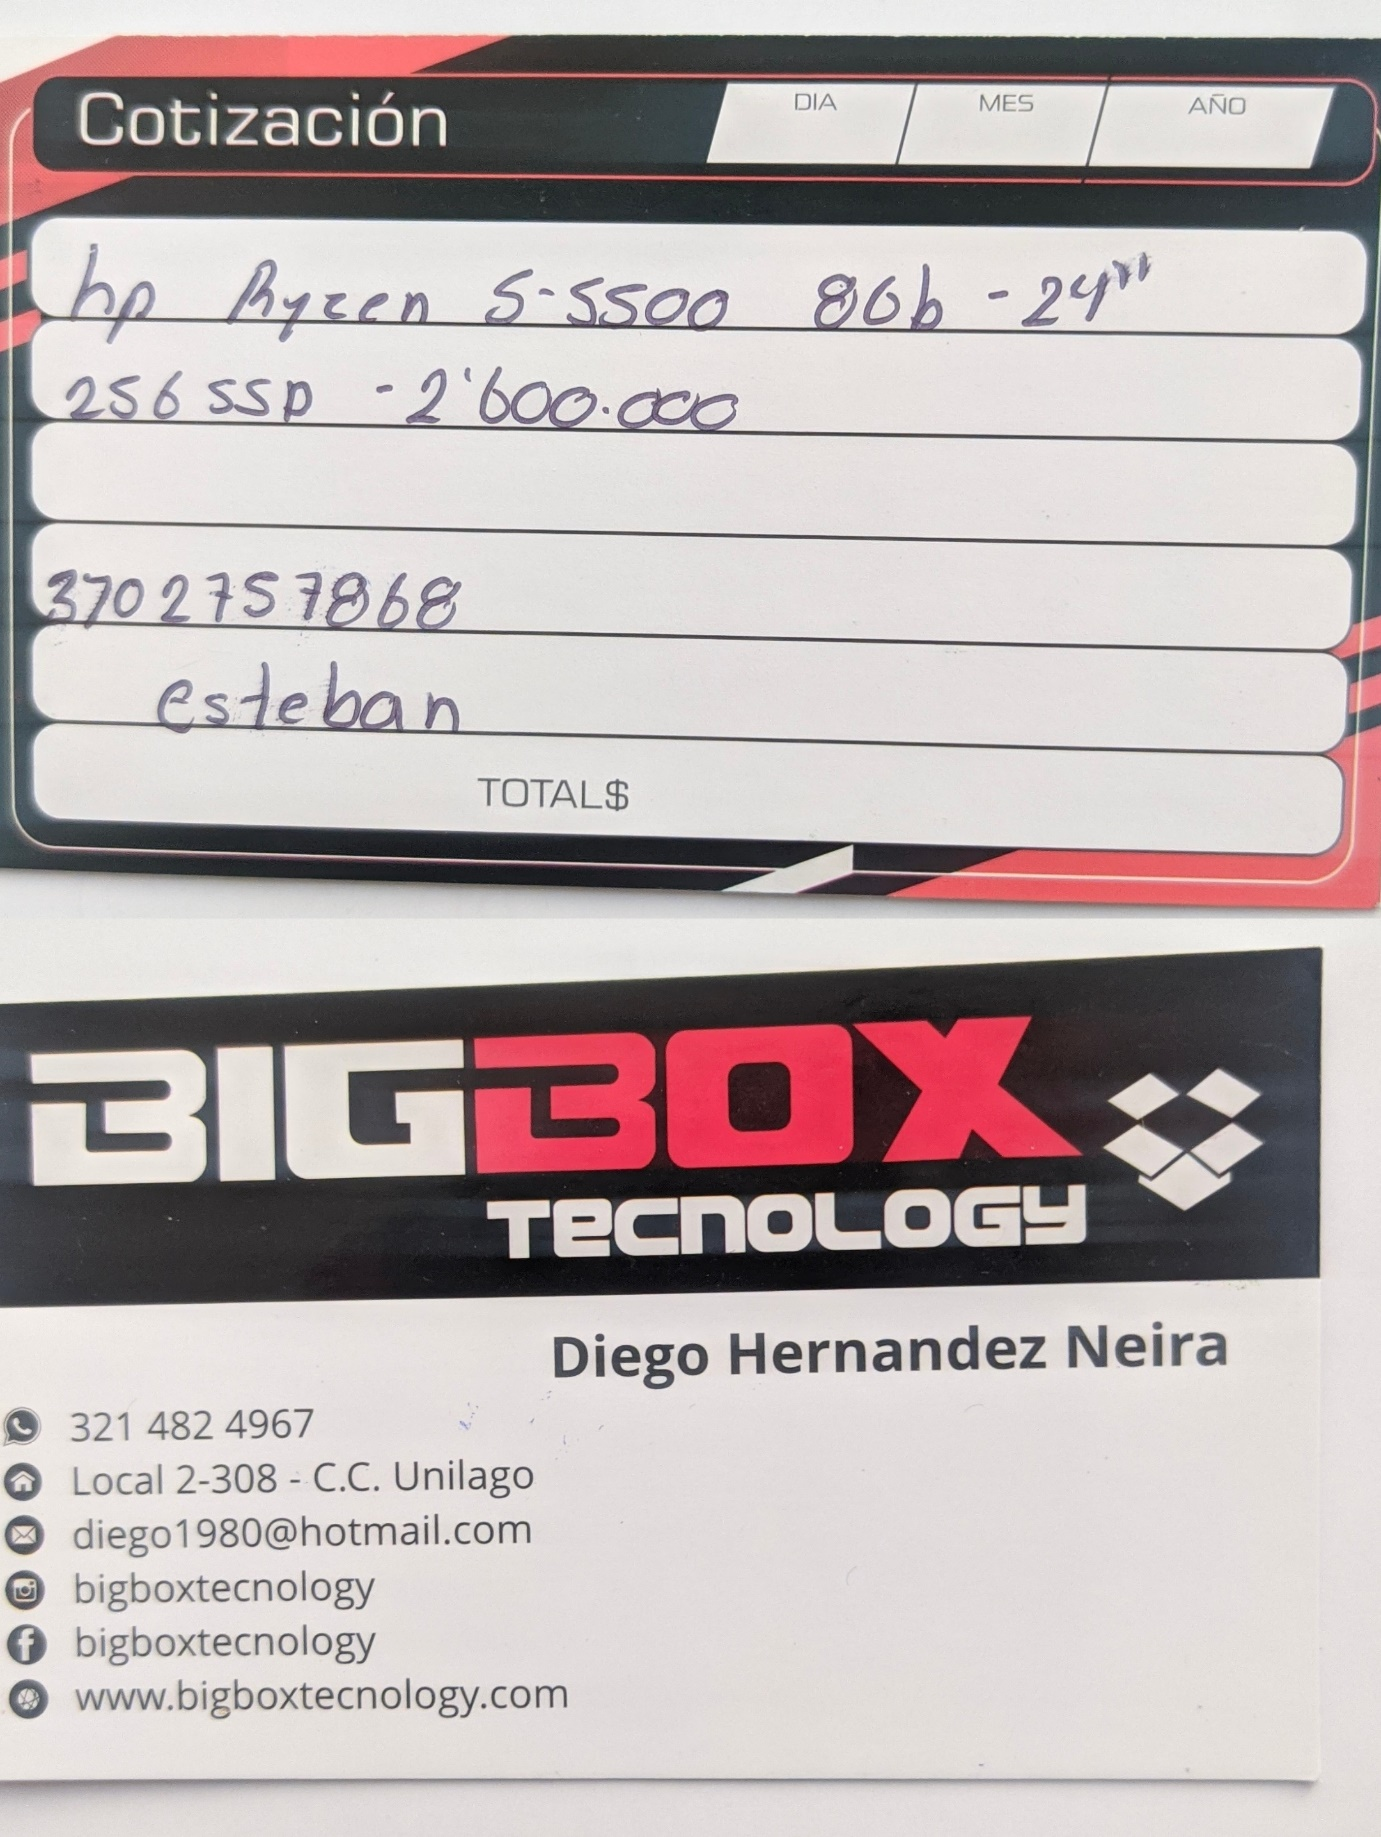 Cotización
DIA MES AÑO
hp Ryzen 5-5500 8Gb - 24"
256 SSD - 2'600.000
3702757868
esteban
TOTAL$
BIGBOX
TECNOLOGY
Diego Hernandez Neira
321 482 4967
Local 2-308 - C.C. Unilago
diego1980@hotmail.com
bigboxtecnology
bigboxtecnology
www.bigboxtecnology.com